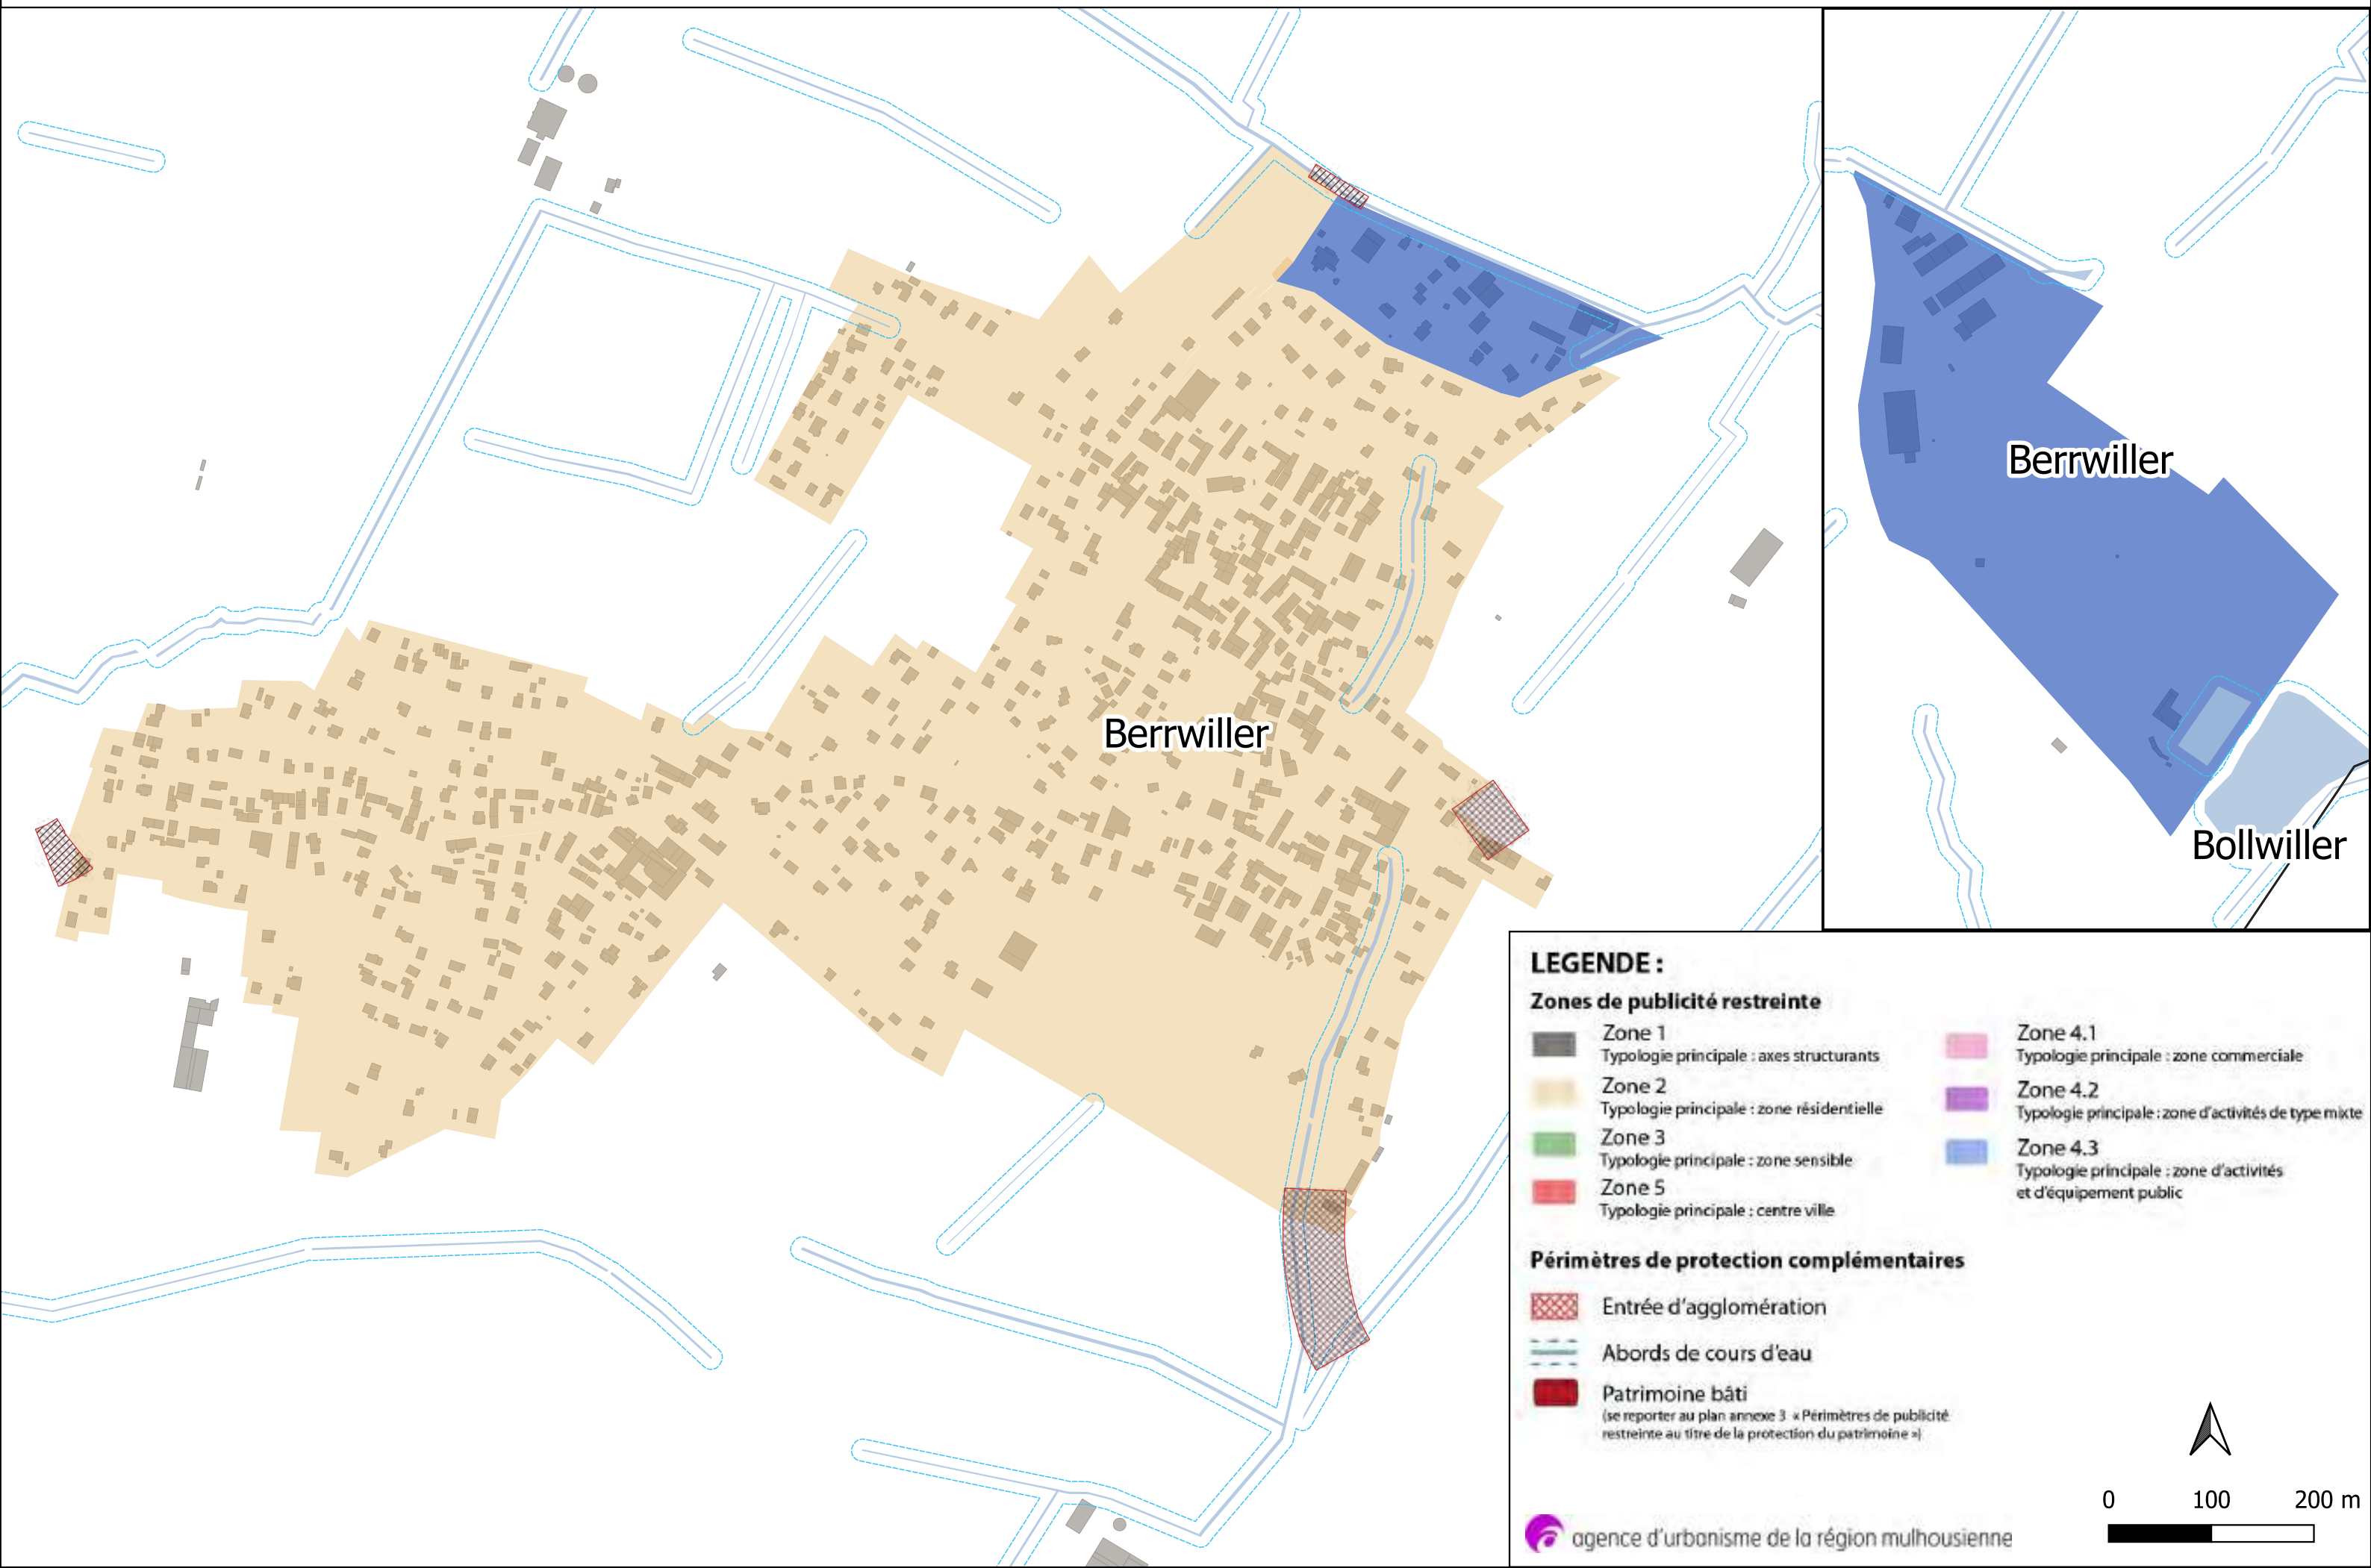 Berrwiller
Berrwiller
Bollwiller
LEGENDE :
Zones de publicité restreinte
Zone 1
Typologie principale : axes structurants
Zone 2
Typologie principale : zone résidentielle
Zone 3
Typologie principale : zone sensible
Zone 5
Typologie principale : centre ville
Zone 4.1
Typologie principale : zone commerciale
Zone 4.2
Typologie principale : zone d'activités de type mixte
Zone 4.3
Typologie principale : zone d'activités
et d'équipement public
Périmètres de protection complémentaires
Entrée d'agglomération
Abords de cours d'eau
Patrimoine bâti
(se reporter au plan annexe 3 « Périmètres de publicité
restreinte au titre de la protection du patrimoine »)
0 100 200 m
agence d'urbanisme de la région mulhousienne